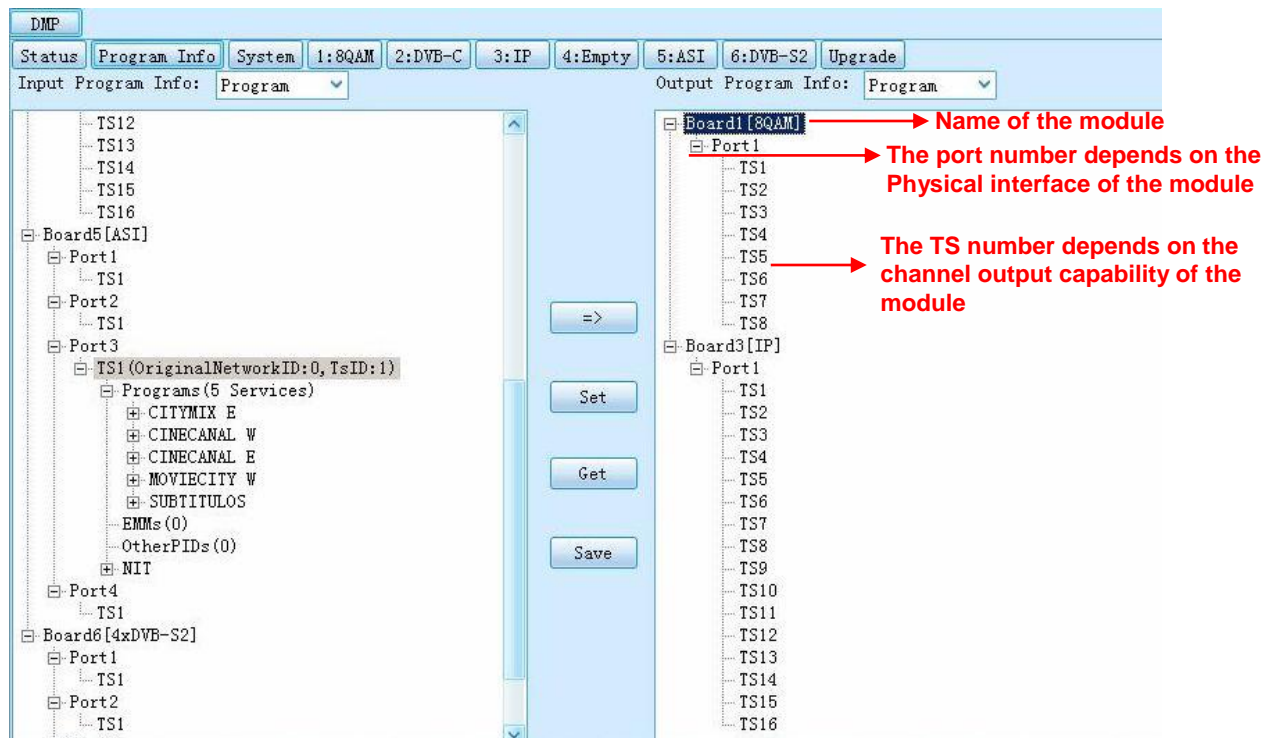 DMP
Status Program Info System 1:8QAM 2:DVB-C 3:IP 4:Empty 5:ASI 6:DVB-S2 Upgrade
Input Program Info: Program
Output Program Info: Program
TS12
TS13
TS14
TS15
TS16
Board5[ASI]
Port1
TS1
Port2
TS1
Port3
TS1(OriginalNetworkID:0,TsID:1)
Programs(5 Services)
CITYMIX E
CINECANAL W
CINECANAL E
MOVIECITY W
SUBTITULOS
EMMs(0)
OtherPIDs(0)
NIT
Port4
TS1
Board6[4xDVB-S2]
Port1
TS1
Port2
TS1
=>
Set
Get
Save
Board1[8QAM]
Port1
TS1
TS2
TS3
TS4
TS5
TS6
TS7
TS8
Board3[IP]
Port1
TS1
TS2
TS3
TS4
TS5
TS6
TS7
TS8
TS9
TS10
TS11
TS12
TS13
TS14
TS15
TS16
Name of the module
The port number depends on the
Physical interface of the module
The TS number depends on the
channel output capability of the
module